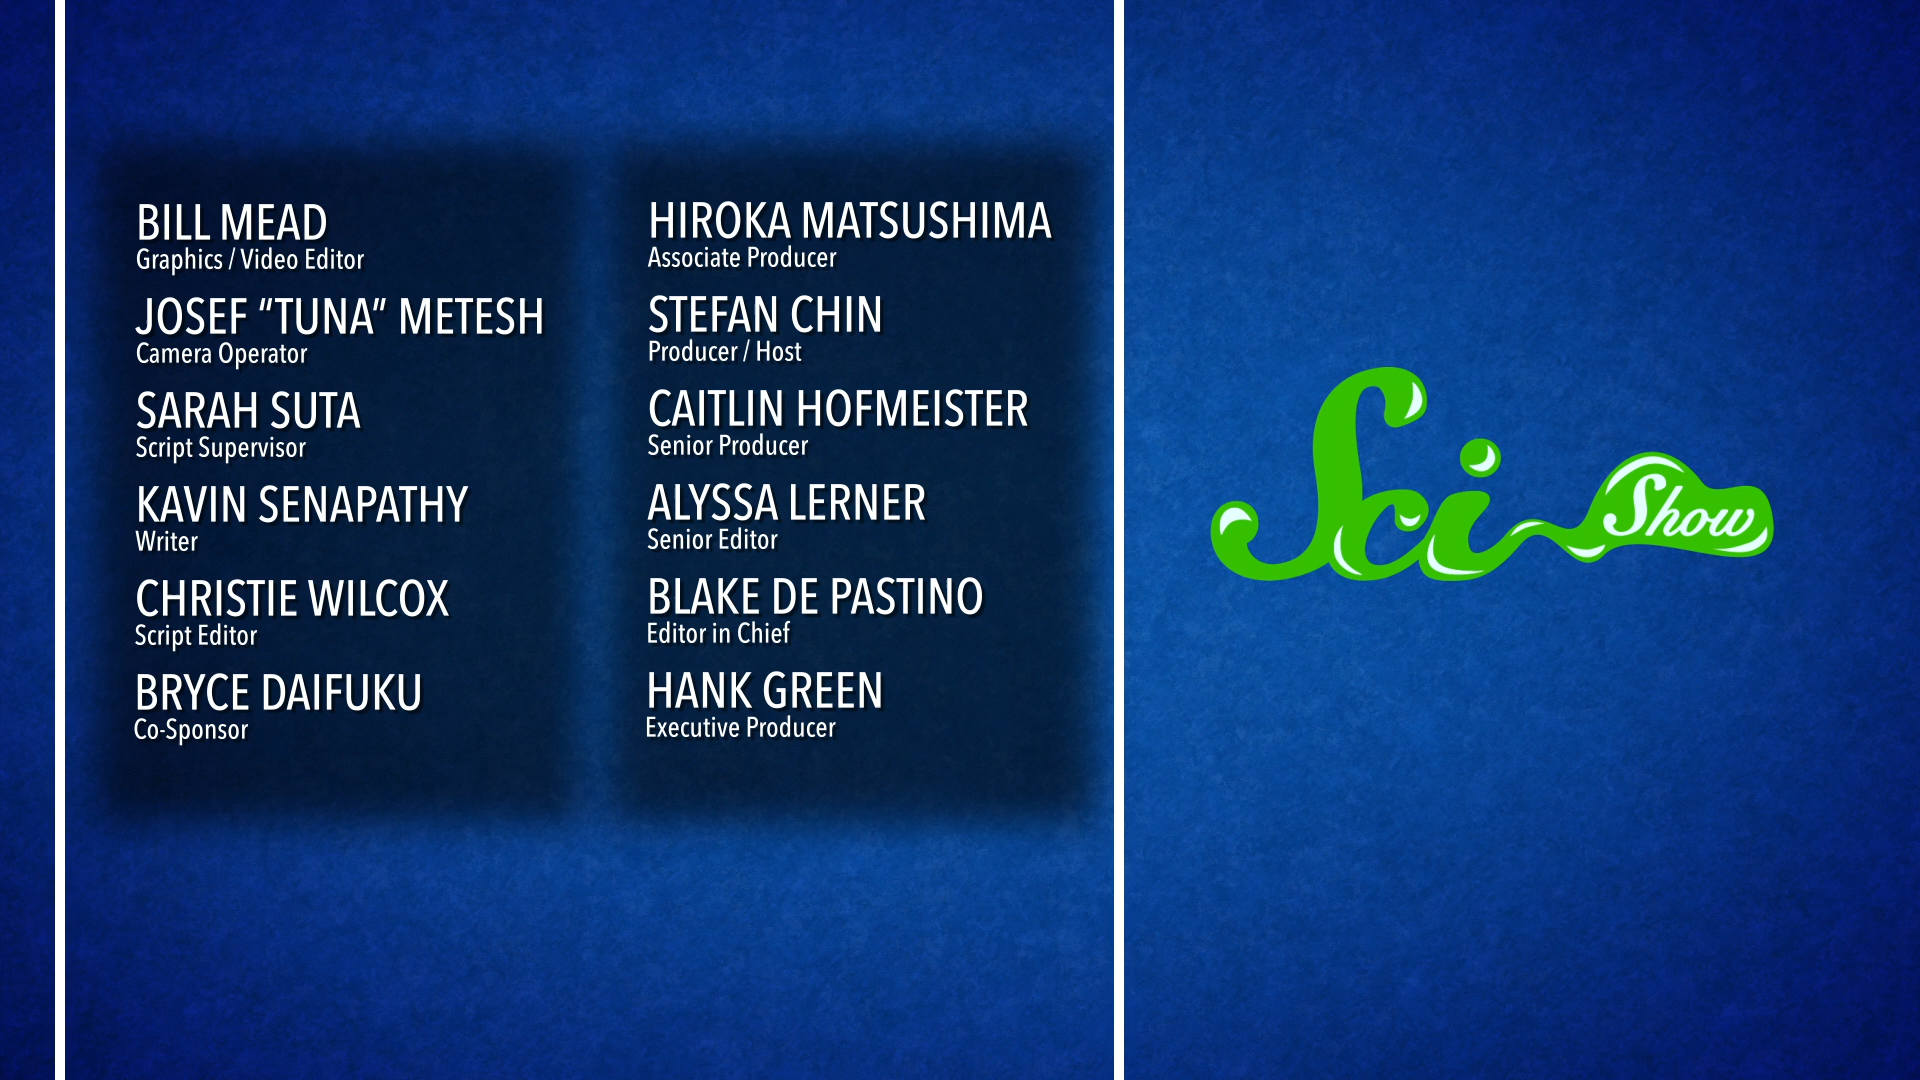 BILL MEAD
Graphics / Video Editor
JOSEF “TUNA” METESH
Camera Operator
SARAH SUTA
Script Supervisor
KAVIN SENAPATHY
Writer
CHRISTIE WILCOX
Script Editor
BRYCE DAIFUKU
Co-Sponsor
HIROKA MATSUSHIMA
Associate Producer
STEFAN CHIN
Producer / Host
CAITLIN HOFMEISTER
Senior Producer
ALYSSA LERNER
Senior Editor
BLAKE DE PASTINO
Editor in Chief
HANK GREEN
Executive Producer
Sci Show